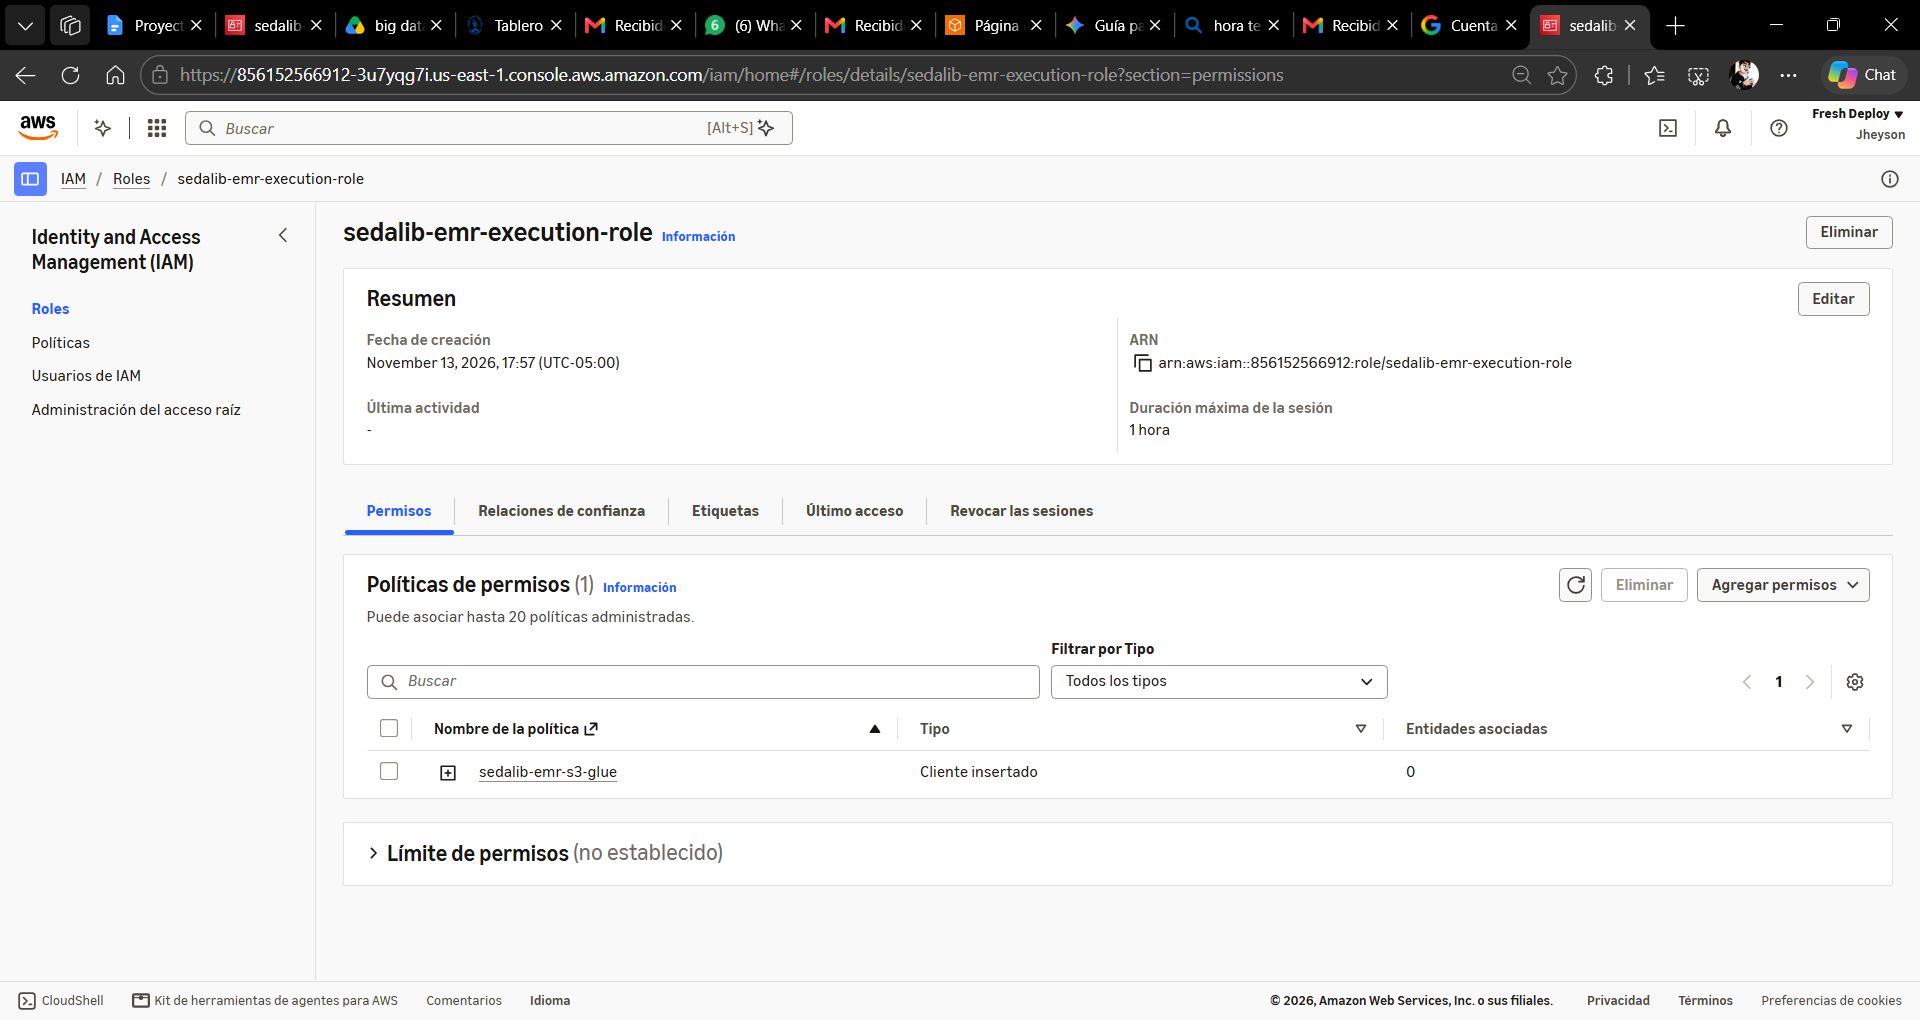 Proyect
sedalib-
big dat
Tablero
Recibid
(6) Wha
Recibid
Página
Guía pa
hora te
Recibid
Cuenta
sedalib
https://856152566912-3u7yqg7i.us-east-1.console.aws.amazon.com/iam/home#/roles/details/sedalib-emr-execution-role?section=permissions
Chat
aws
Buscar
[Alt+S]
Fresh Deploy
Jheyson
IAM / Roles / sedalib-emr-execution-role
Identity and Access
Management (IAM)
Roles
Políticas
Usuarios de IAM
Administración del acceso raíz
sedalib-emr-execution-role Información
Eliminar
Resumen
Editar
Fecha de creación
November 13, 2026, 17:57 (UTC-05:00)
ARN
arn:aws:iam::856152566912:role/sedalib-emr-execution-role
Última actividad
-
Duración máxima de la sesión
1 hora
Permisos
Relaciones de confianza
Etiquetas
Último acceso
Revocar las sesiones
Políticas de permisos (1) Información
Eliminar
Agregar permisos
Puede asociar hasta 20 políticas administradas.
Filtrar por Tipo
Buscar
Todos los tipos
1
Nombre de la política
Tipo
Entidades asociadas
sedalib-emr-s3-glue
Cliente insertado
0
Límite de permisos (no establecido)
CloudShell
Kit de herramientas de agentes para AWS
Comentarios
Idioma
© 2026, Amazon Web Services, Inc. o sus filiales.
Privacidad
Términos
Preferencias de cookies